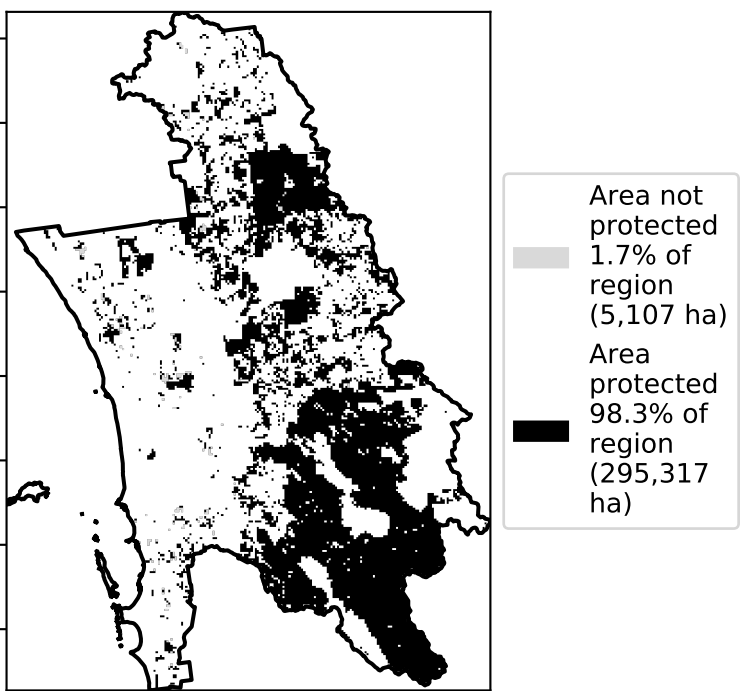 Area not
protected
1.7% of
region
(5,107 ha)
Area
protected
98.3% of
region
(295,317
ha)